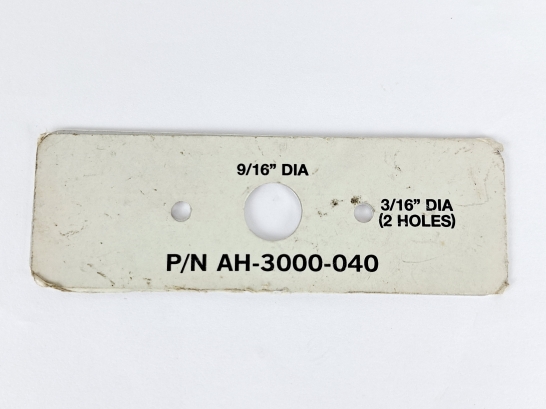 9/16” DIA
3/16” DIA
(2 HOLES)
P/N AH-3000-040